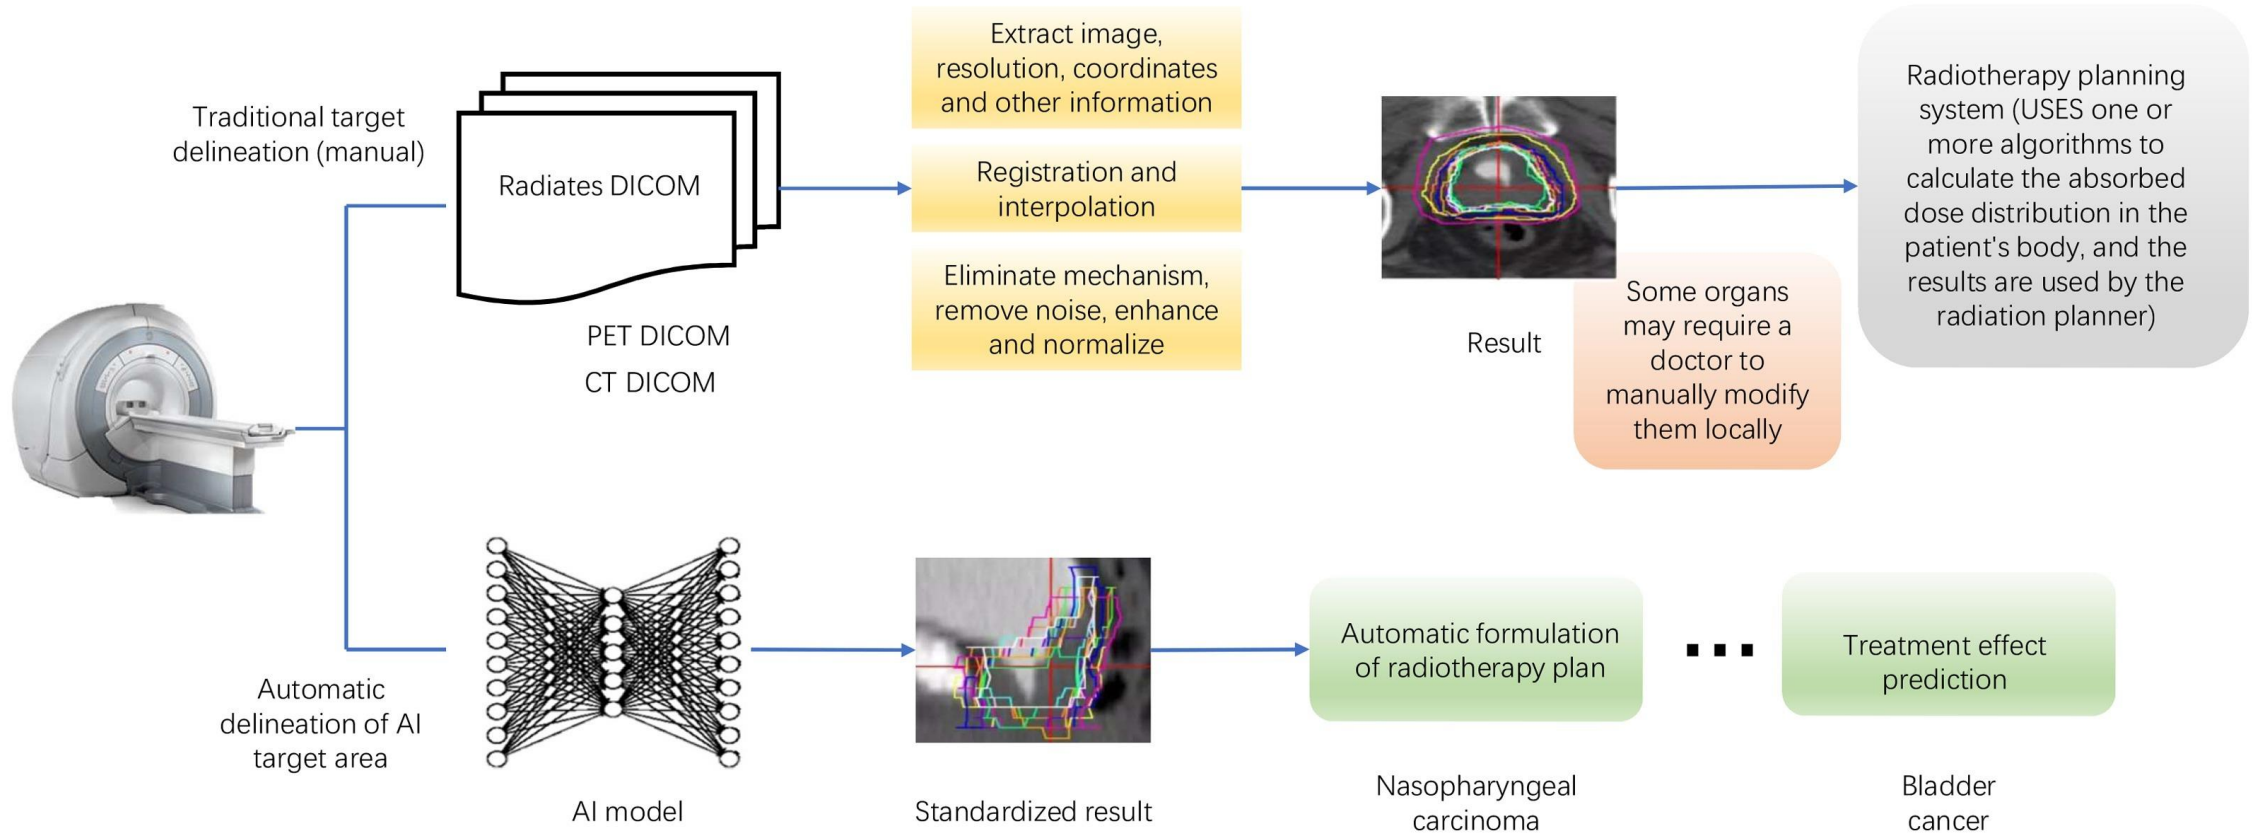 Traditional target
delineation (manual)
Radiates DICOM
PET DICOM
CT DICOM
Extract image,
resolution, coordinates
and other information
Registration and
interpolation
Eliminate mechanism,
remove noise, enhance
and normalize
Result
Some organs
may require a
doctor to
manually modify
them locally
Radiotherapy planning
system (USES one or
more algorithms to
calculate the absorbed
dose distribution in the
patient's body, and the
results are used by the
radiation planner)
Automatic
delineation of AI
target area
AI model
Standardized result
Automatic formulation
of radiotherapy plan
Nasopharyngeal
carcinoma
...
Treatment effect
prediction
Bladder
cancer